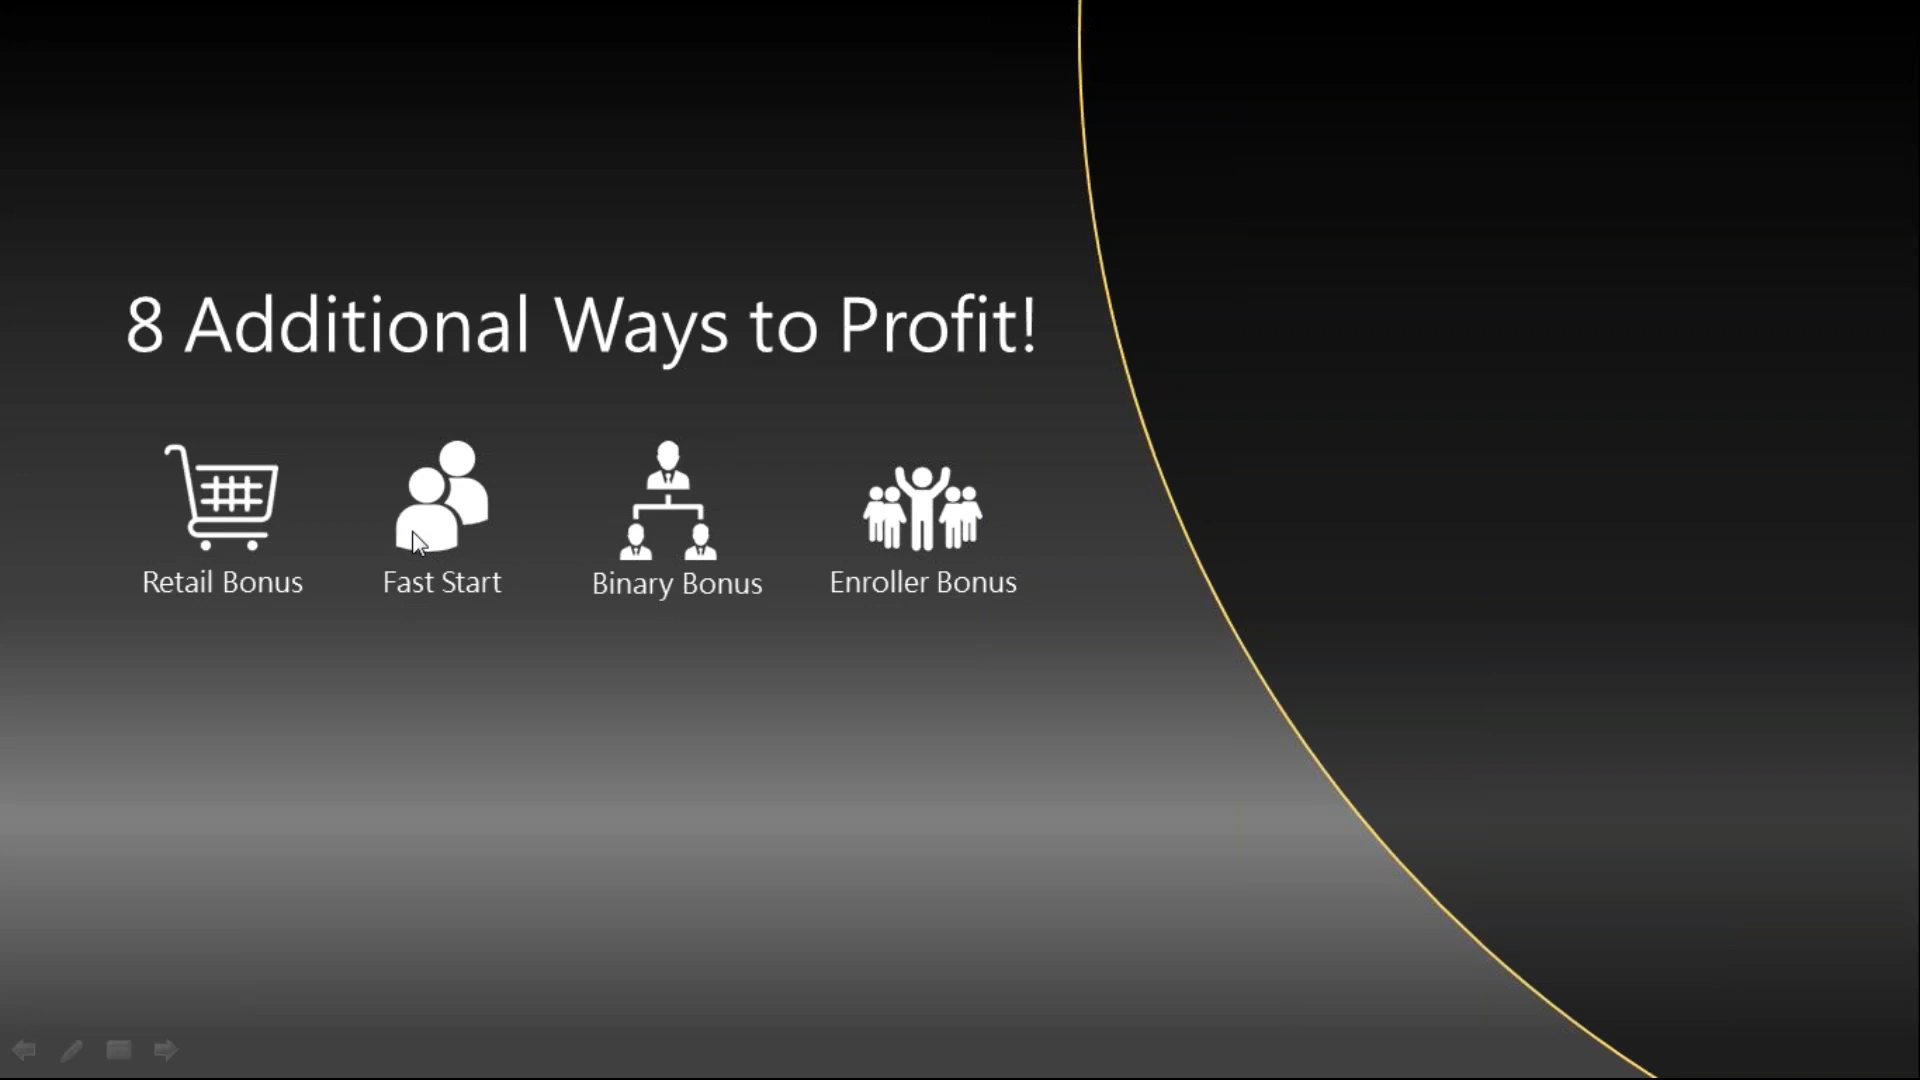 8 Additional Ways to Profit!
Retail Bonus
Fast Start
Binary Bonus
Enroller Bonus